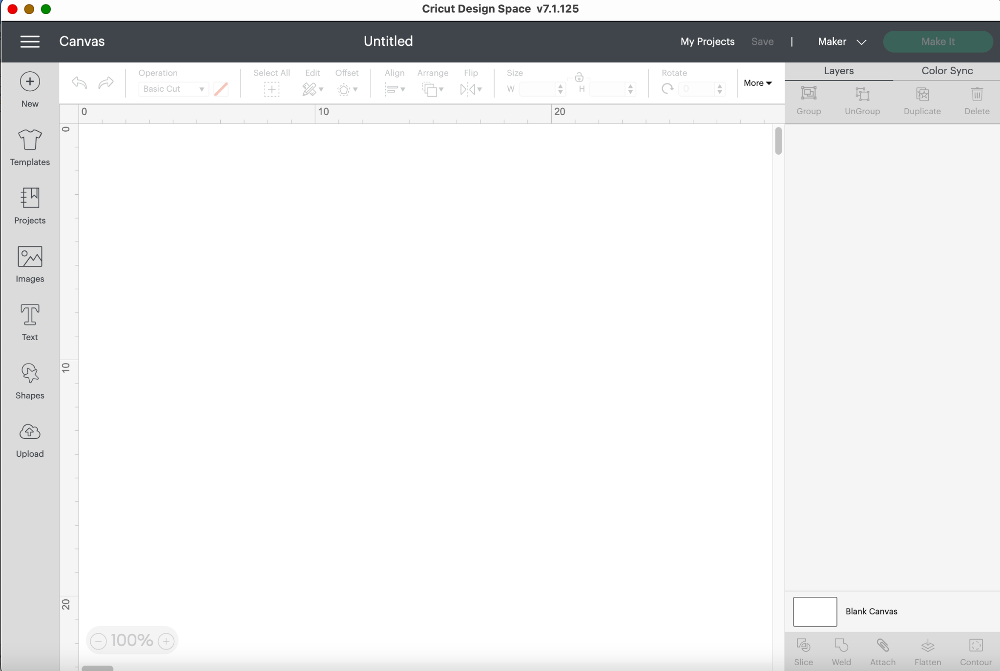 Cricut Design Space v7.1.125
Canvas
Untitled
My Projects
Save
|
Maker
Make It
New
Templates
Projects
Images
Text
Shapes
Upload
Operation
Basic Cut
Select All
Edit
Offset
Align
Arrange
Flip
Size
W
H
Rotate
0
More
0
10
20
0
10
20
100%
Layers
Color Sync
Group
UnGroup
Duplicate
Delete
Blank Canvas
Slice
Weld
Attach
Flatten
Contour